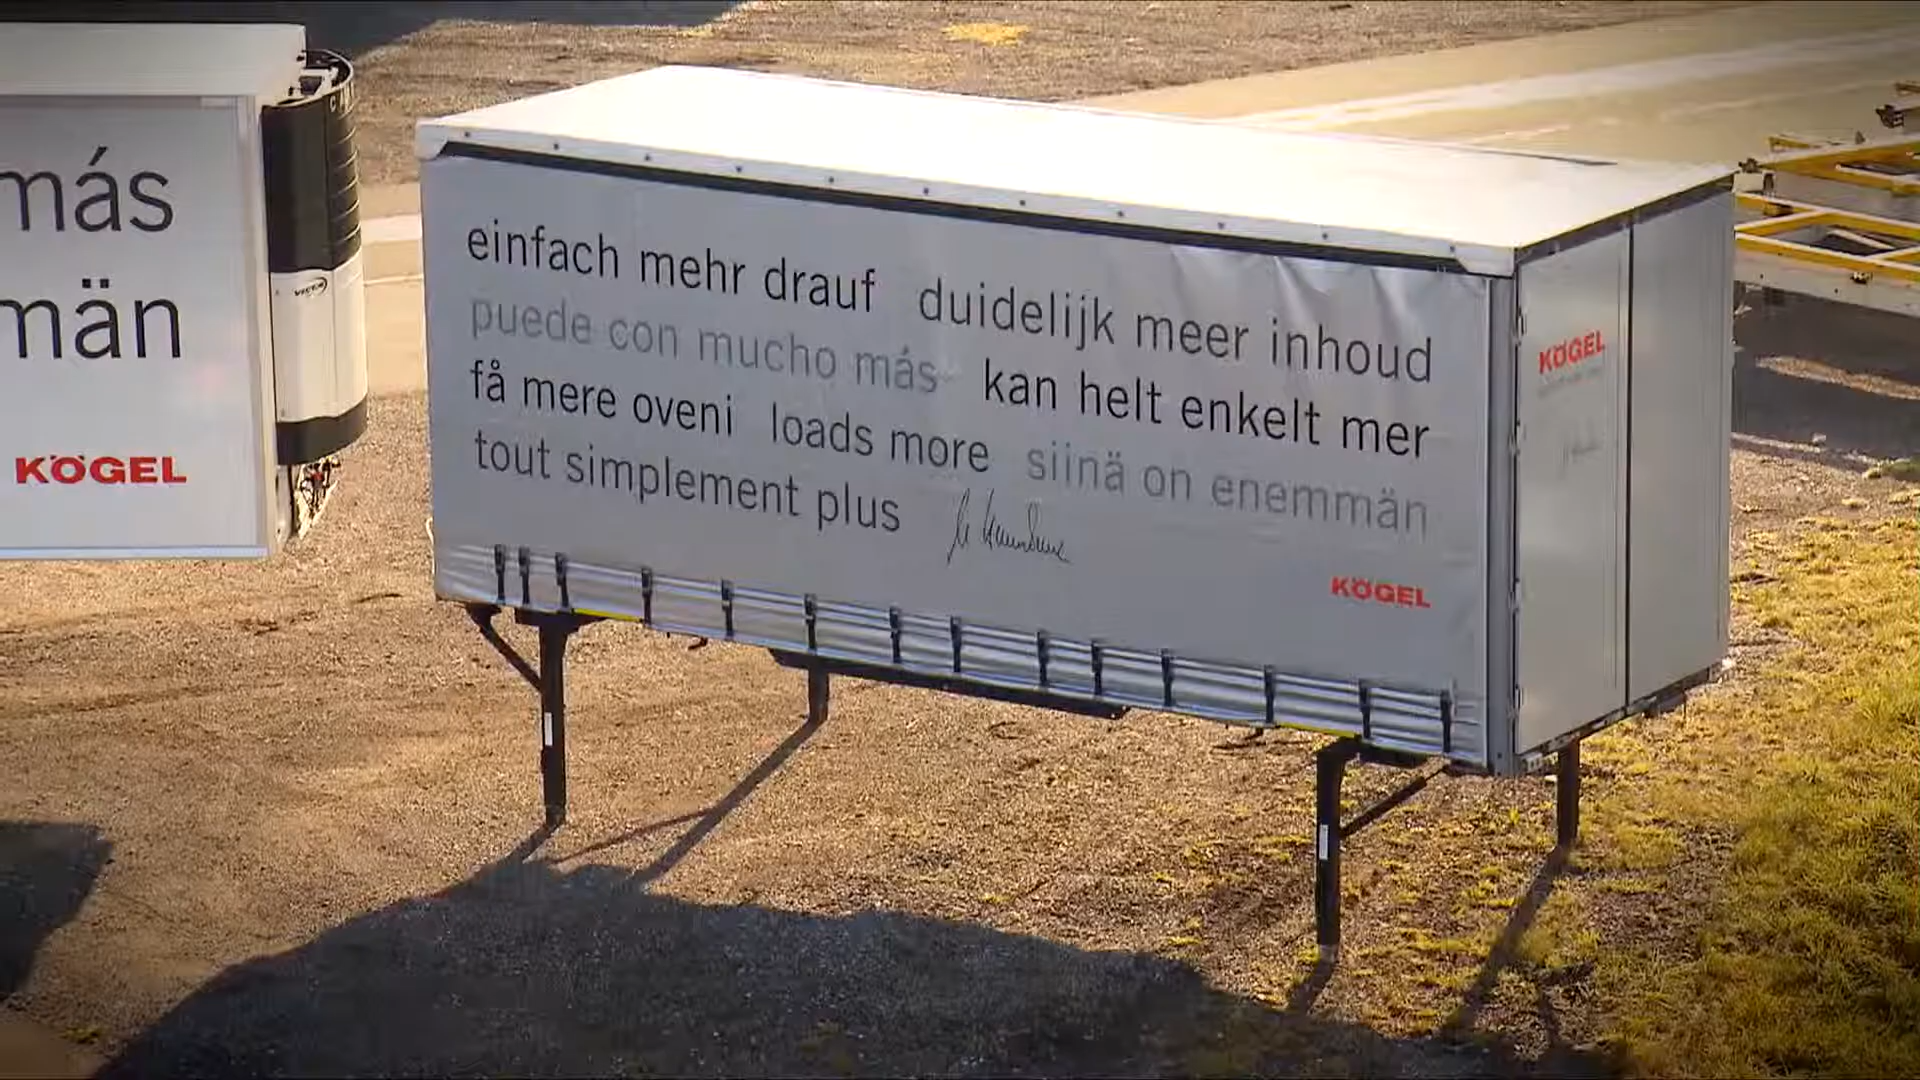 más
män
KÖGEL
einfach mehr drauf duidelijk meer inhoud
puede con mucho más kan helt enkelt mer
få mere oveni loads more siinä on enemmän
tout simplement plus
KÖGEL
KÖGEL